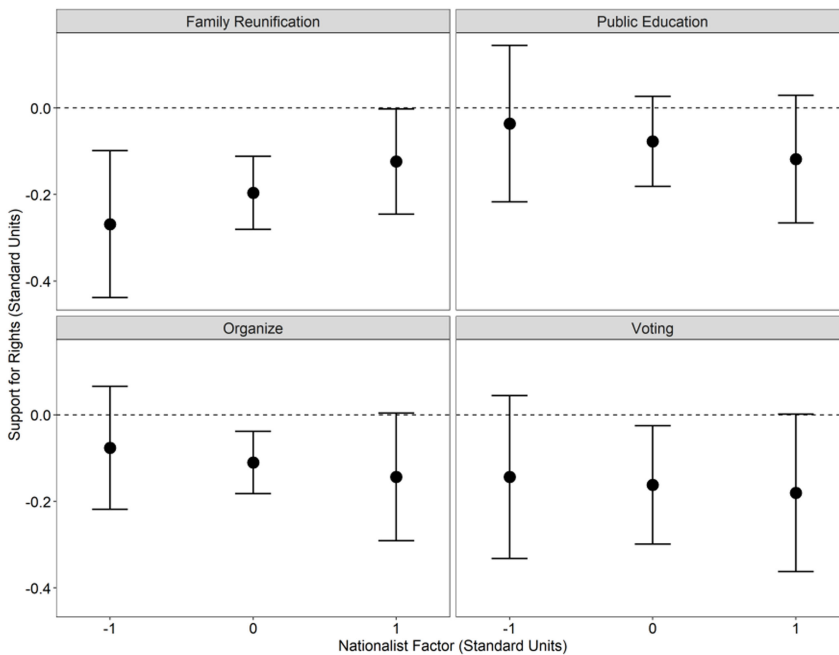 Family Reunification
Public Education
0.0
-0.2
-0.4
Organize
Voting
0.0
-0.2
-0.4
Support for Rights (Standard Units)
-1
0
1
-1
0
1
Nationalist Factor (Standard Units)